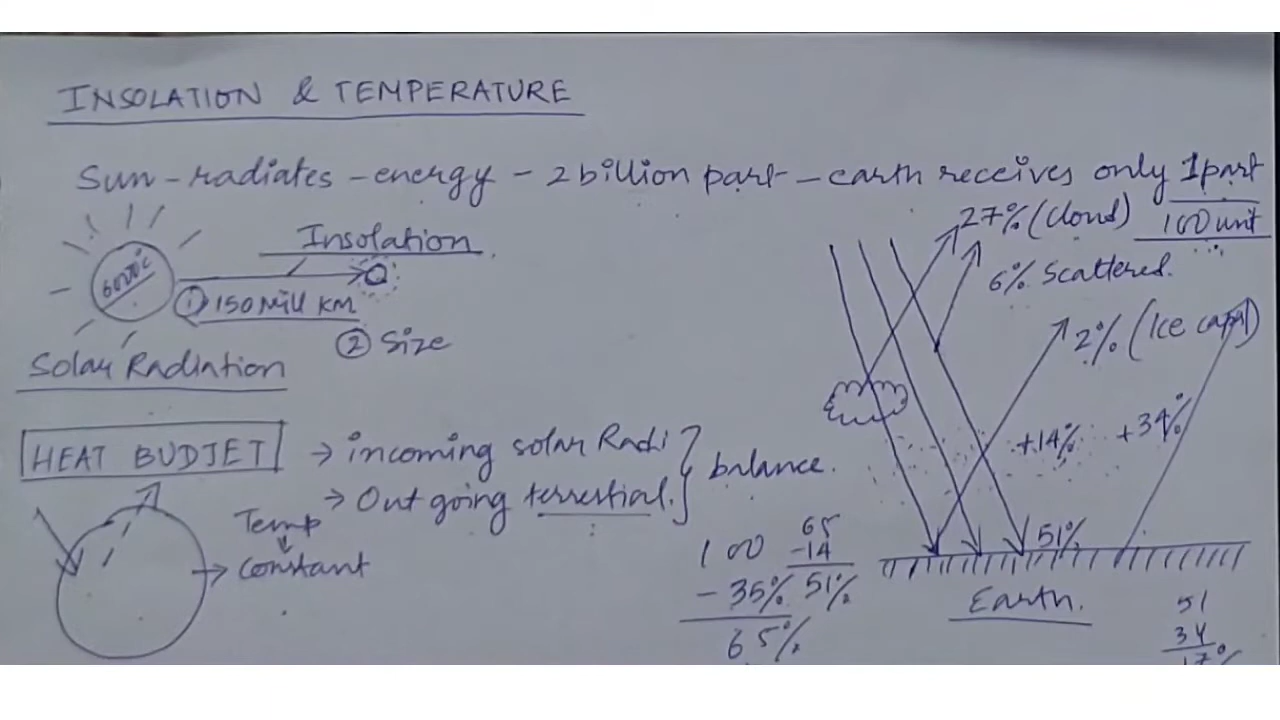 INSOLATION & TEMPERATURE
Sun - radiates - energy - 2 billion part - earth receives only 1 part
100 unit
27% (Cloud)
6% Scattered.
2% (Ice
Insolation
6000°c
① 150 Mill KM
② Size
Solar Radiation
HEAT BUDJET → incoming solar Radi
→ Out going terrestial.
balance.
Temp
→ constant
+14%
+34%
51%
Earth.
100
- 35%
65%
65
-14
51%
51
34
17%